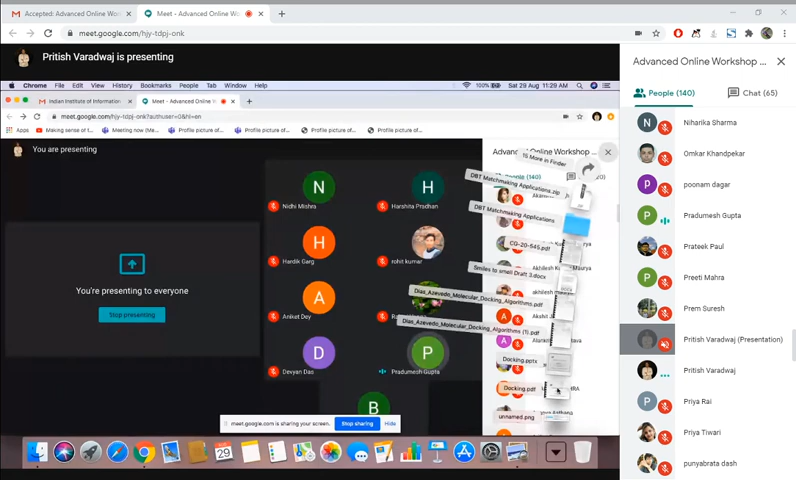 Accepted: Advanced Online Work
Meet - Advanced Online W
meet.google.com/hjy-tdpj-onk
Pritish Varadwaj is presenting
Chrome File Edit View History Bookmarks People Tab Window Help
100%
Sat 29 Aug 11:29 AM
Indian Institute of Information
Meet - Advanced Online W
meet.google.com/hjy-tdpj-onk?authuser=0&hl=en
Apps
Making sense of t...
Meeting now (Me...
Profile picture of...
Profile picture of...
Profile picture of...
Profile picture of...
You are presenting
You're presenting to everyone
Stop presenting
N
Nidhi Mishra
H
Harshita Pradhan
H
Hardik Garg
rohit kumar
A
Aniket Dey
D
Devyan Das
P
Pradumesh Gupta
B
15 More in Finder
DBT Matchmaking Applications.zip
DBT Matchmaking Applications
CG-20-545.pdf
Smiles to smail Draft 3.docx
Dias_Azevedo_Molecular_Docking_Algorithms.pdf
Dias_Azevedo_Molecular_Docking_Algorithms (1).pdf
Docking.pptx
Docking.pdf
unnamed.png
meet.google.com is sharing your screen.
Stop sharing
Hide
Advanced Online Workshop ...
People (140)
Chat (65)
N
Niharika Sharma
Omkar Khandpekar
P
poonam dagar
P
Pradumesh Gupta
Prateek Paul
P
Preeti Mahra
Prem Suresh
Pritish Varadwaj (Presentation)
Pritish Varadwaj
P
Priya Rai
Priya Tiwari
punyabrata dash